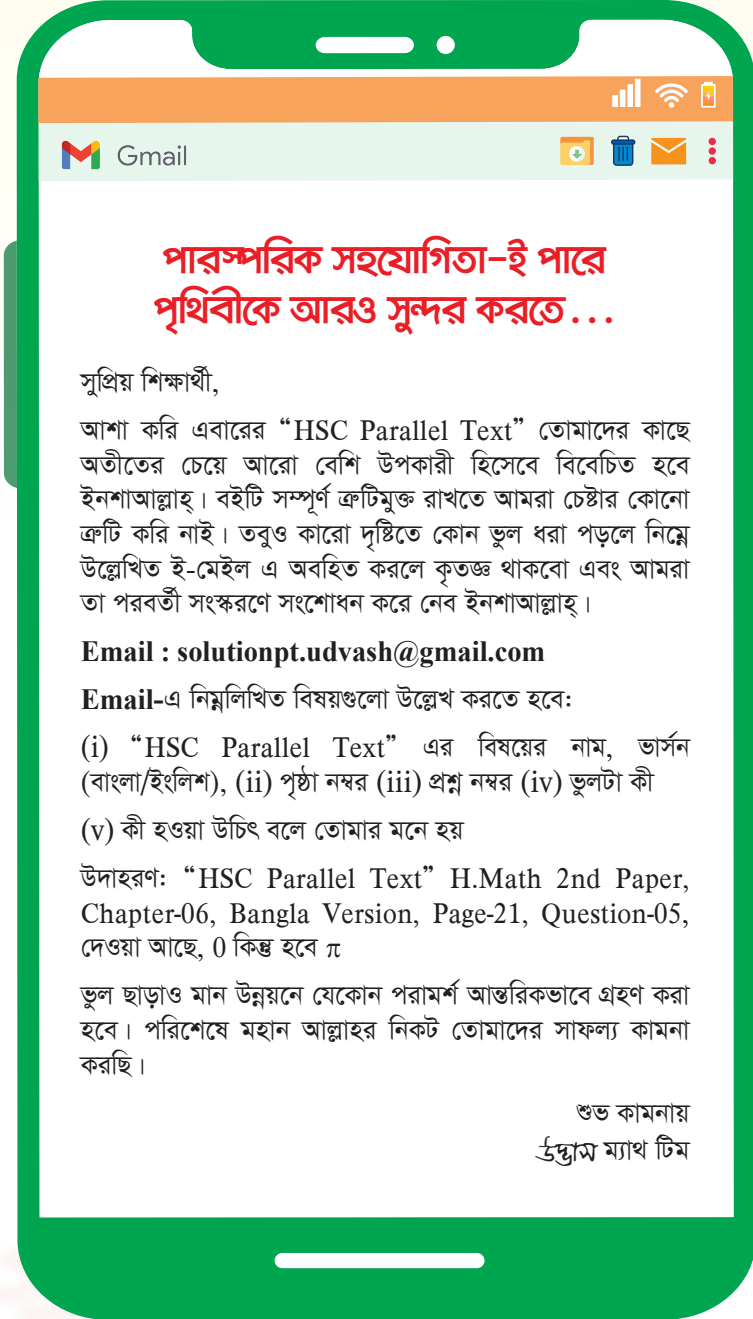 Gmail
পারস্পরিক সহযোগিতা-ই পারে
পৃথিবীকে আরও সুন্দর করতে...
সুপ্রিয় শিক্ষার্থী,
আশা করি এবারের “HSC Parallel Text” তোমাদের কাছে
অতীতের চেয়ে আরো বেশি উপকারী হিসেবে বিবেচিত হবে
ইনশাআল্লাহ্। বইটি সম্পূর্ণ ত্রুটিমুক্ত রাখতে আমরা চেষ্টার কোনো
ত্রুটি করি নাই। তবুও কারো দৃষ্টিতে কোন ভুল ধরা পড়লে নিম্নে
উল্লেখিত ই-মেইল এ অবহিত করলে কৃতজ্ঞ থাকবো এবং আমরা
তা পরবর্তী সংস্করণে সংশোধন করে নেব ইনশাআল্লাহ্।
Email : solutionpt.udvash@gmail.com
Email-এ নিম্নলিখিত বিষয়গুলো উল্লেখ করতে হবে:
(i) “HSC Parallel Text” এর বিষয়ের নাম, ভার্সন
(বাংলা/ইংলিশ), (ii) পৃষ্ঠা নম্বর (iii) প্রশ্ন নম্বর (iv) ভুলটা কী
(v) কী হওয়া উচিৎ বলে তোমার মনে হয়
উদাহরণ: “HSC Parallel Text” H.Math 2nd Paper,
Chapter-06, Bangla Version, Page-21, Question-05,
দেওয়া আছে, 0 কিন্তু হবে π
ভুল ছাড়াও মান উন্নয়নে যেকোন পরামর্শ আন্তরিকভাবে গ্রহণ করা
হবে। পরিশেষে মহান আল্লাহর নিকট তোমাদের সাফল্য কামনা
করছি।
শুভ কামনায়
উদ্ভাস ম্যাথ টিম